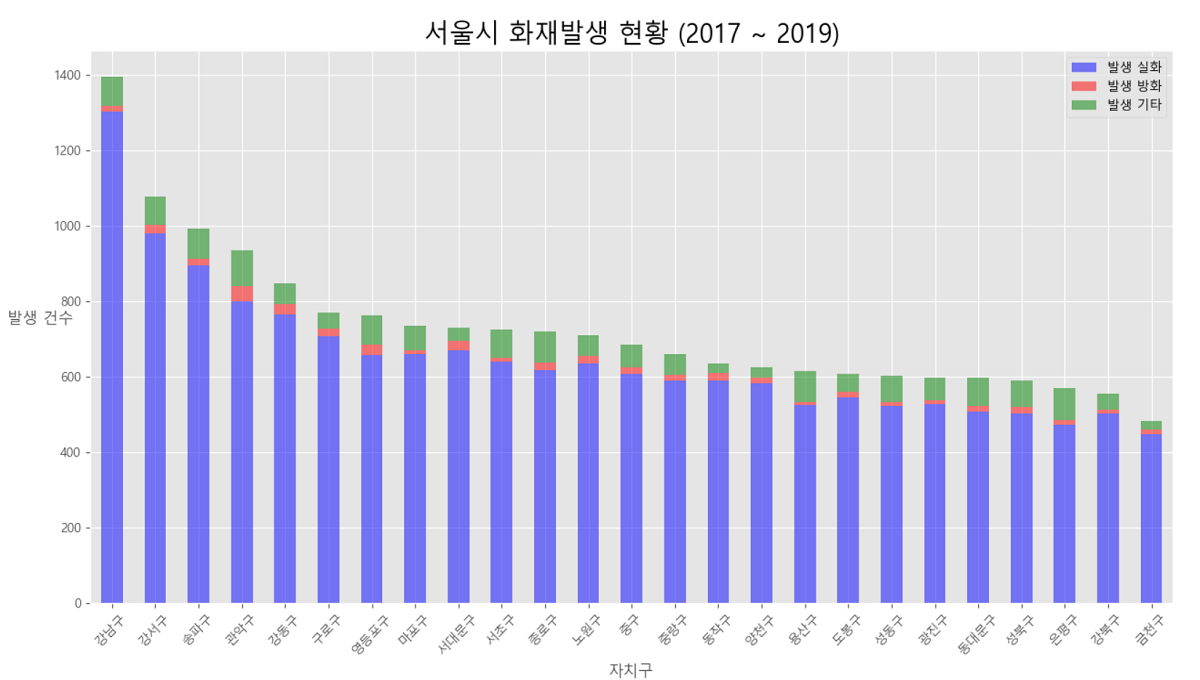 서울시 화재발생 현황 (2017 ~ 2019)
발생 실화
발생 방화
발생 기타
1400
1200
1000
800
600
400
200
0
발생 건수
강남구
강서구
송파구
관악구
강동구
구로구
영등포구
마포구
서대문구
서초구
종로구
노원구
중구
중랑구
동작구
양천구
용산구
도봉구
성동구
광진구
동대문구
성북구
은평구
강북구
금천구
자치구